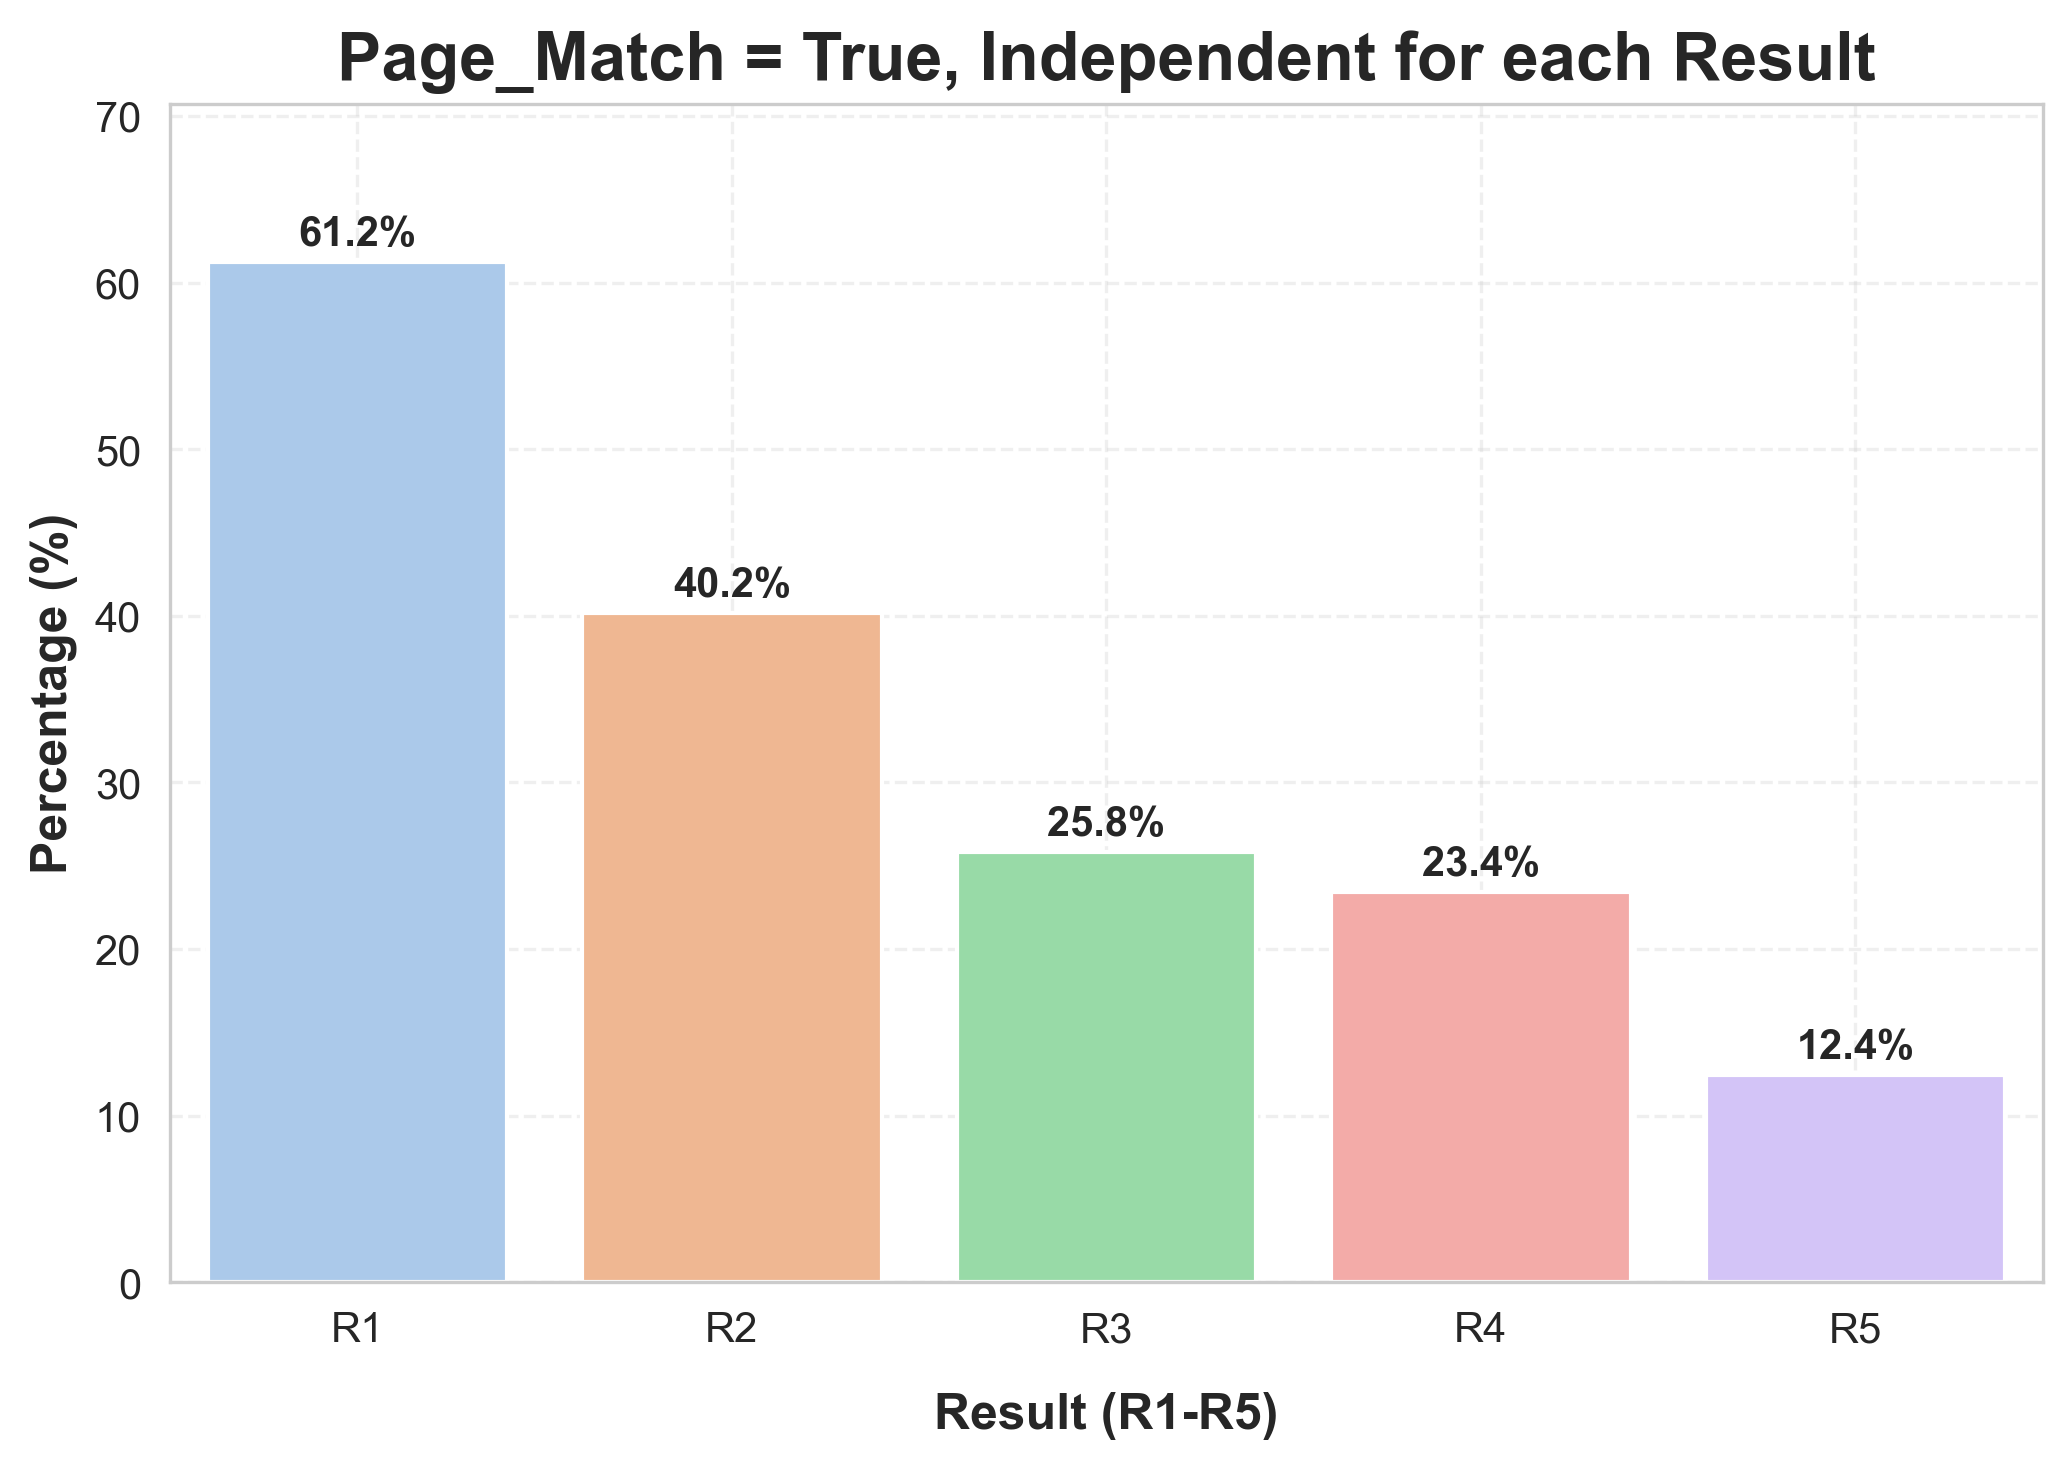 Page_Match = True, Independent for each Result
Percentage (%)
70
60
50
40
30
20
10
0
61.2%
40.2%
25.8%
23.4%
12.4%
R1
R2
R3
R4
R5
Result (R1-R5)